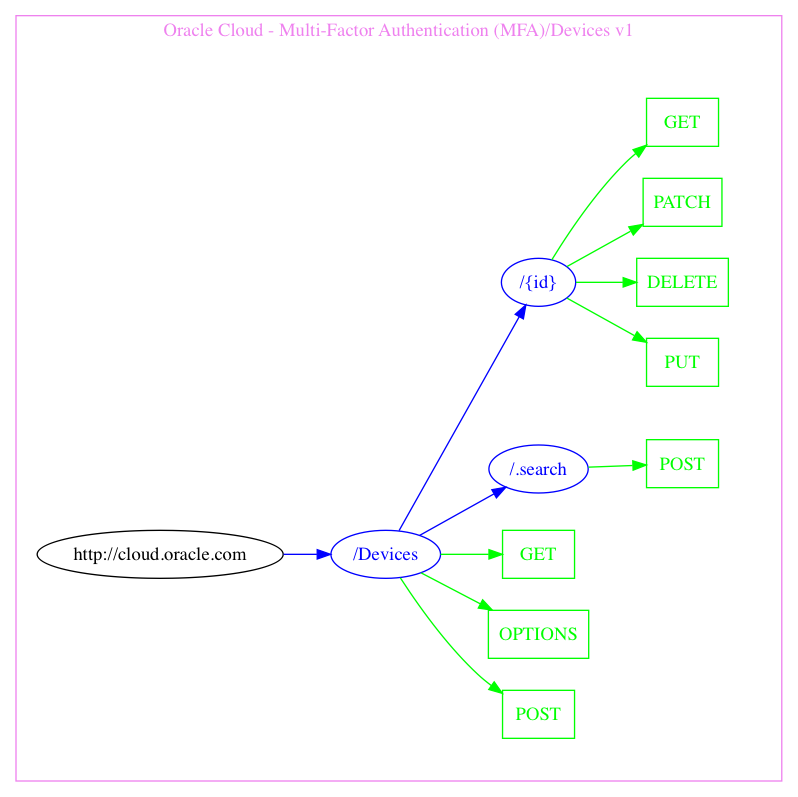 Oracle Cloud - Multi-Factor Authentication (MFA)/Devices v1
GET
PATCH
/{id}
DELETE
PUT
/.search
POST
http://cloud.oracle.com
/Devices
GET
OPTIONS
POST